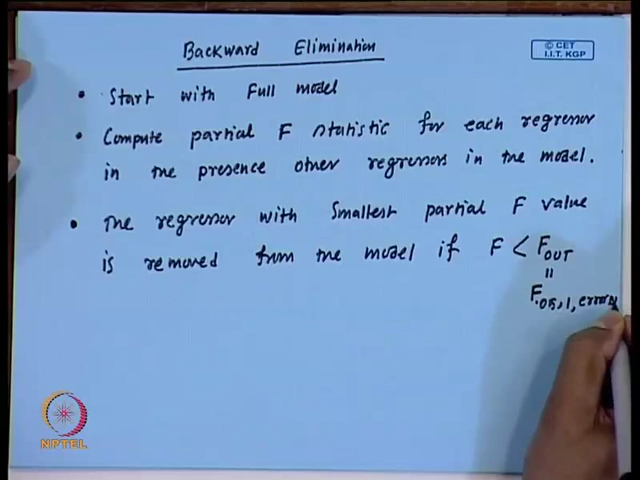 Backward Elimination
© CET
I.I.T. KGP
• Start with Full model
• Compute partial F statistic for each regressor
in the presence other regressors in the model.
• The regressor with smallest partial F value
is removed from the model if F < F_OUT
=
F.05, 1, error
NPTEL